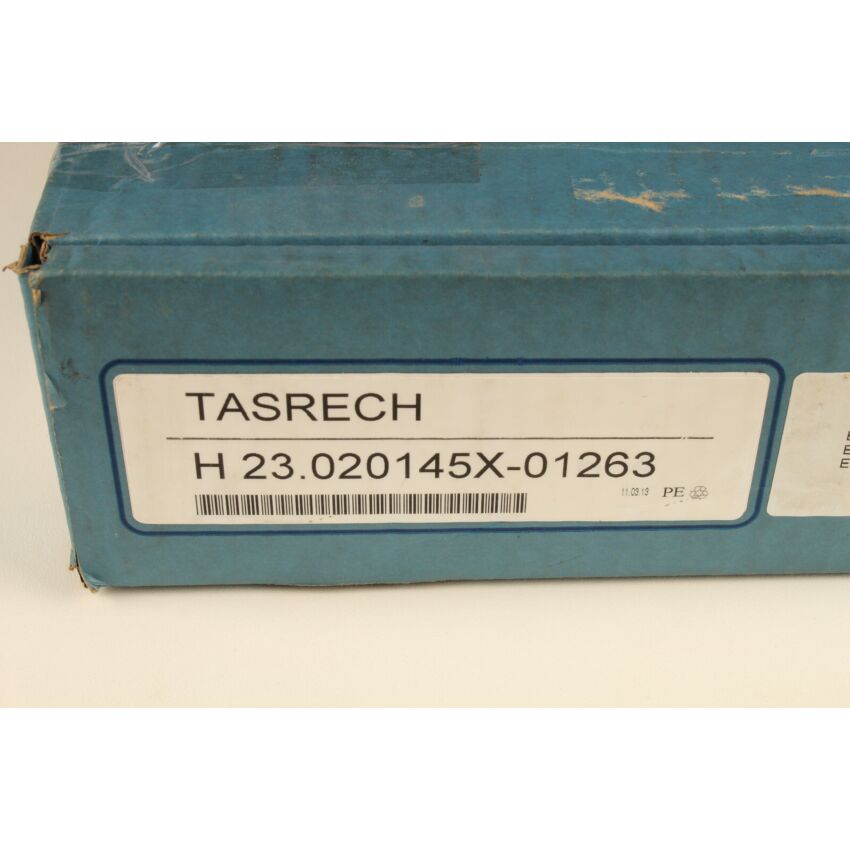 TASRECH
H 23.020145X-01263
11.03.13 PE
E
E
E